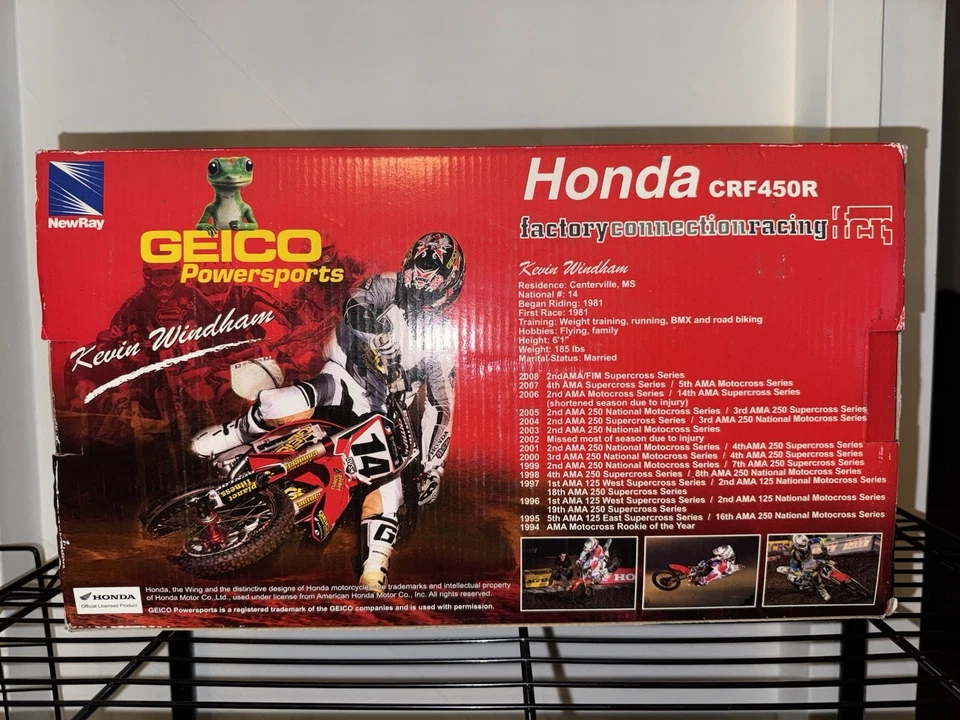 NewRay
GEICO
Powersports
Kevin Windham
Honda CRF450R
factoryconnectionracing fcr
Kevin Windham
Residence: Centerville, MS
National #: 14
Began Riding: 1981
First Race: 1981
Training: Weight training, running, BMX and road biking
Hobbies: Flying, family
Height: 6'1"
Weight: 185 lbs
Marital Status: Married
2008 2ndAMA/FIM Supercross Series
2007 4th AMA Supercross Series / 5th AMA Motocross Series
2006 2nd AMA Motocross Series / 14th AMA Supercross Series
(shortened season due to injury)
2005 2nd AMA 250 National Motocross Series / 3rd AMA 250 Supercross Series
2004 2nd AMA 250 Supercross Series / 3rd AMA 250 National Motocross Series
2003 2nd AMA 250 National Motocross Series
2002 Missed most of season due to injury
2001 2nd AMA 250 National Motocross Series / 4thAMA 250 Supercross Series
2000 3rd AMA 250 National Motocross Series / 4th AMA 250 Supercross Series
1999 2nd AMA 250 National Motocross Series / 7th AMA 250 Supercross Series
1998 4th AMA 250 Supercross Series / 8th AMA 250 National Motocross Series
1997 1st AMA 125 West Supercross Series / 2nd AMA 125 National Motocross Series
18th AMA 250 Supercross Series
1996 1st AMA 125 West Supercross Series / 2nd AMA 125 National Motocross Series
19th AMA 250 Supercross Series
1995 5th AMA 125 East Supercross Series / 16th AMA 250 National Motocross Series
1994 AMA Motocross Rookie of the Year
14
Planet
Fitness
HONDA
Official Licensed Product
Honda, the Wing and the distinctive designs of Honda motorcycles are trademarks and intellectual property
of Honda Motor Co.,Ltd., used under license from American Honda Motor Co., Inc. All rights reserved.
GEICO Powersports is a registered trademark of the GEICO companies and is used with permission.